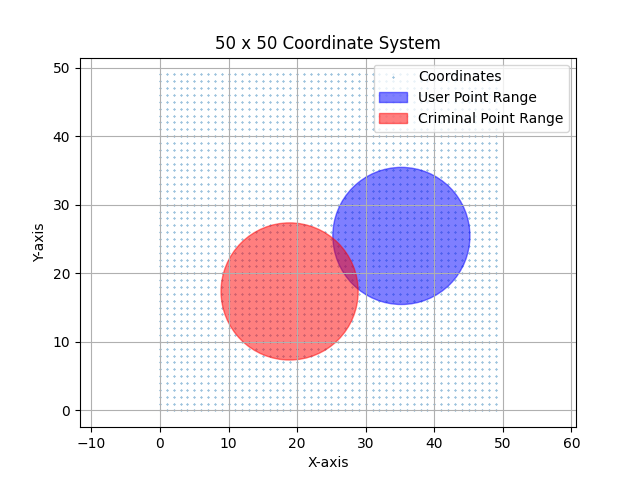 50 x 50 Coordinate System
Coordinates
User Point Range
Criminal Point Range
50
40
30
20
10
0
Y-axis
−10
0
10
20
30
40
50
60
X-axis